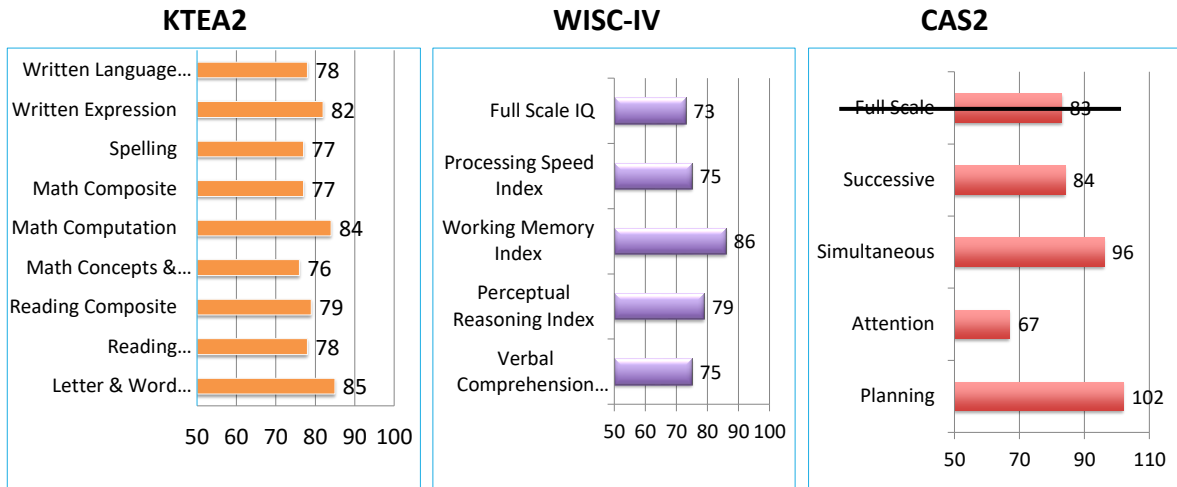 KTEA2
Written Language... 78
Written Expression 82
Spelling 77
Math Composite 77
Math Computation 84
Math Concepts &... 76
Reading Composite 79
Reading... 78
Letter & Word... 85
50 60 70 80 90 100
WISC-IV
Full Scale IQ 73
Processing Speed
Index 75
Working Memory
Index 86
Perceptual
Reasoning Index 79
Verbal
Comprehension... 75
50 60 70 80 90 100
CAS2
Full Scale 83
Successive 84
Simultaneous 96
Attention 67
Planning 102
50 70 90 110